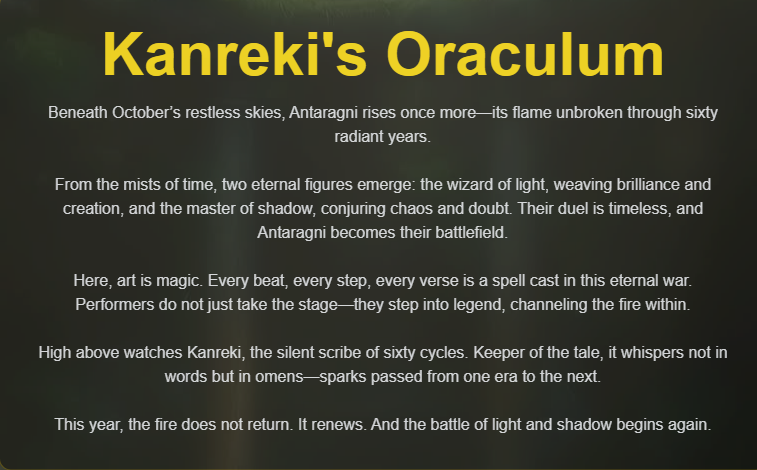 Kanreki's Oraculum
Beneath October’s restless skies, Antaragni rises once more—its flame unbroken through sixty
radiant years.
From the mists of time, two eternal figures emerge: the wizard of light, weaving brilliance and
creation, and the master of shadow, conjuring chaos and doubt. Their duel is timeless, and
Antaragni becomes their battlefield.
Here, art is magic. Every beat, every step, every verse is a spell cast in this eternal war.
Performers do not just take the stage—they step into legend, channeling the fire within.
High above watches Kanreki, the silent scribe of sixty cycles. Keeper of the tale, it whispers not in
words but in omens—sparks passed from one era to the next.
This year, the fire does not return. It renews. And the battle of light and shadow begins again.